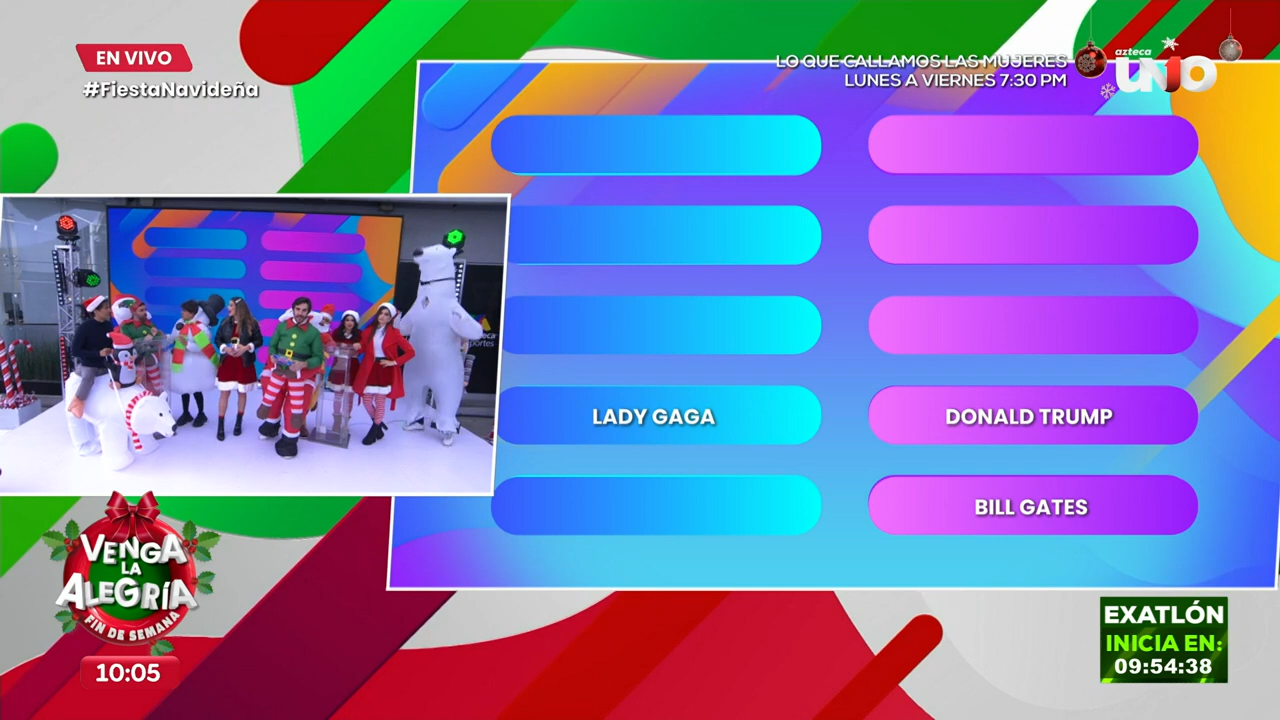 EN VIVO
#FiestaNavideña
LO QUE CALLAMOS LAS MUJERES
LUNES A VIERNES 7:30 PM
azteca
UNO
LADY GAGA
DONALD TRUMP
BILL GATES
VENGA
LA
ALEGRÍA
FIN DE SEMANA
10:05
EXATLÓN
INICIA EN:
09:54:38